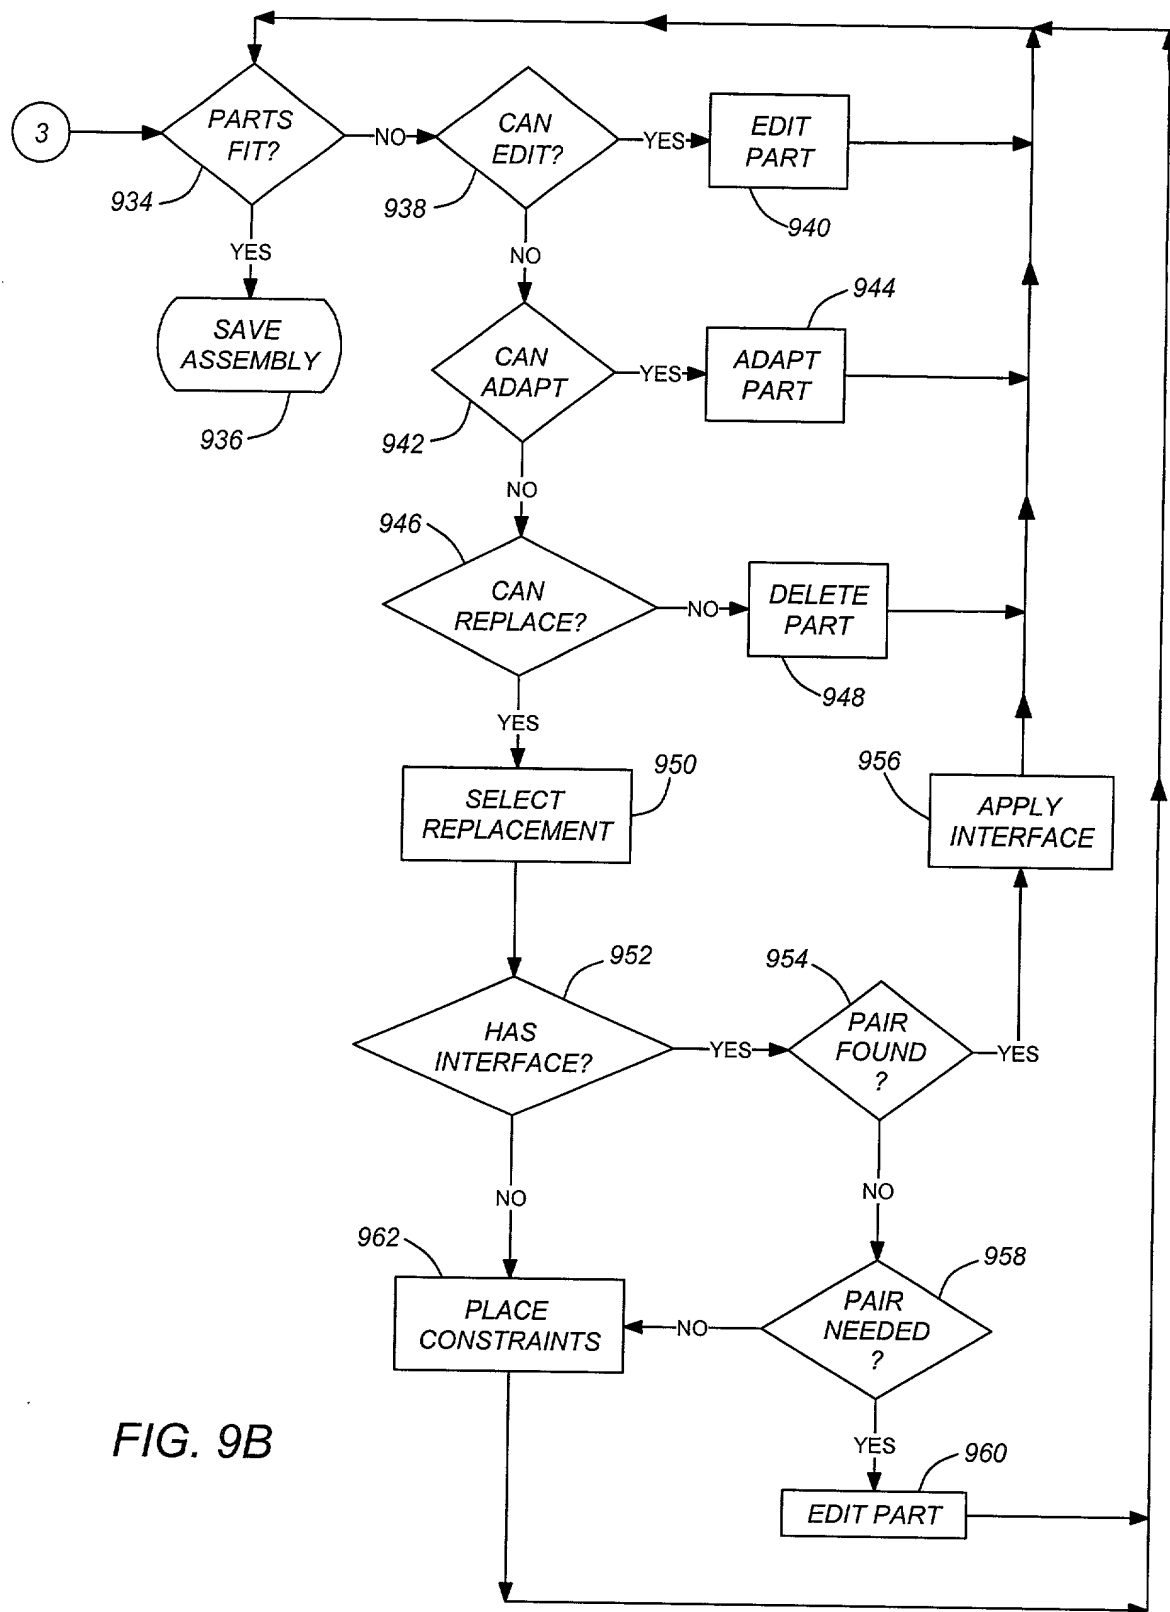 3
PARTS
FIT?
934
NO
CAN
EDIT?
938
YES
EDIT
PART
940
YES
NO
SAVE
ASSEMBLY
936
CAN
ADAPT
942
YES
ADAPT
PART
944
NO
946
CAN
REPLACE?
NO
DELETE
PART
948
YES
SELECT
REPLACEMENT
950
956
APPLY
INTERFACE
952
HAS
INTERFACE?
YES
954
PAIR
FOUND
?
YES
NO
NO
962
PLACE
CONSTRAINTS
NO
PAIR
NEEDED
?
958
YES
960
EDIT PART
FIG. 9B